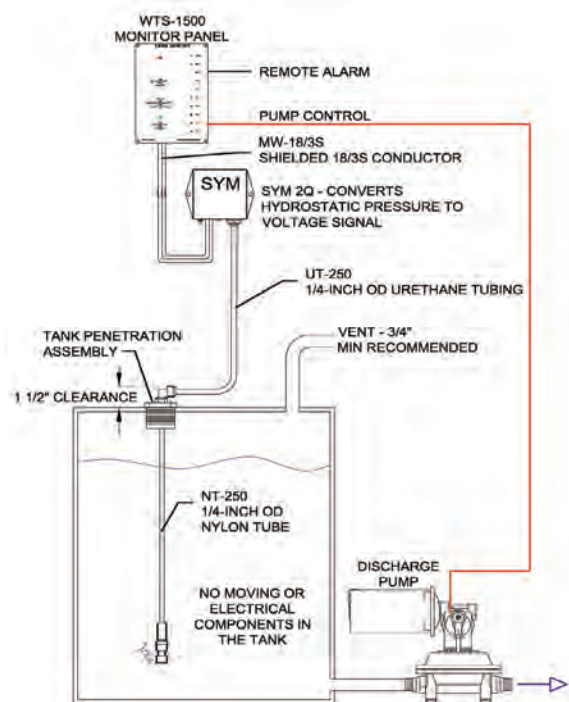 WTS-1500
MONITOR PANEL
REMOTE ALARM
PUMP CONTROL
MW-18/3S
SHIELDED 18/3S CONDUCTOR
SYM
SYM 2Q - CONVERTS
HYDROSTATIC PRESSURE TO
VOLTAGE SIGNAL
UT-250
1/4-INCH OD URETHANE TUBING
TANK PENETRATION
ASSEMBLY
VENT - 3/4"
MIN RECOMMENDED
1 1/2" CLEARANCE
NT-250
1/4-INCH OD
NYLON TUBE
NO MOVING OR
ELECTRICAL
COMPONENTS IN
THE TANK
DISCHARGE
PUMP